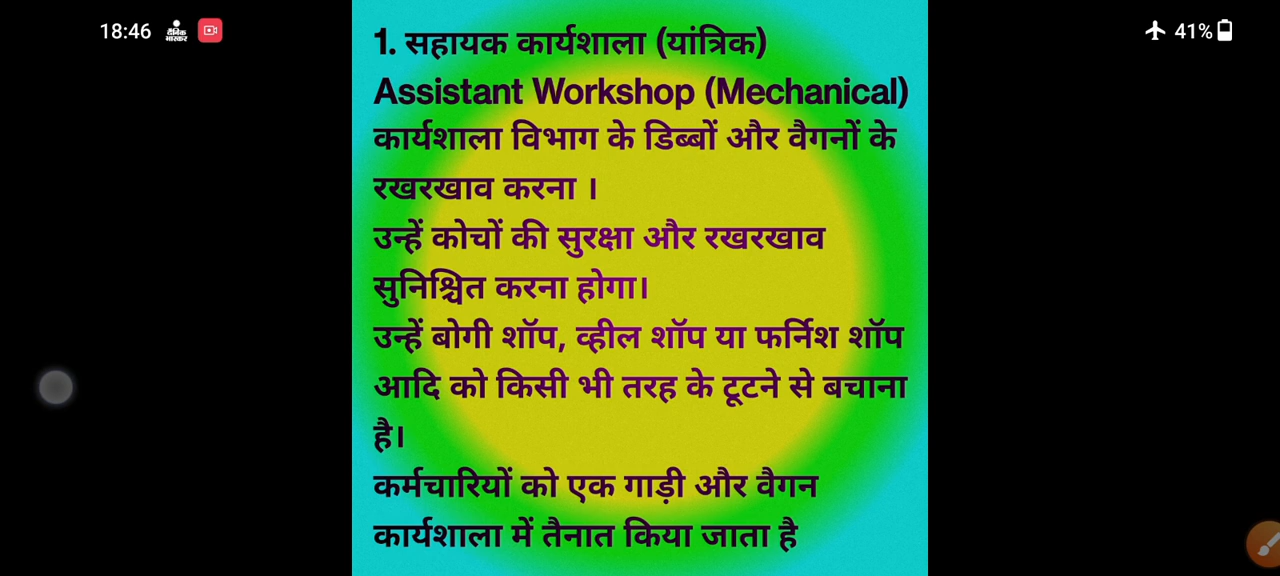 18:46
दैनिक
भास्कर
41%
1. सहायक कार्यशाला (यांत्रिक)
Assistant Workshop (Mechanical)
कार्यशाला विभाग के डिब्बों और वैगनों के
रखरखाव करना ।
उन्हें कोचों की सुरक्षा और रखरखाव
सुनिश्चित करना होगा।
उन्हें बोगी शॉप, व्हील शॉप या फर्निश शॉप
आदि को किसी भी तरह के टूटने से बचाना
है।
कर्मचारियों को एक गाड़ी और वैगन
कार्यशाला में तैनात किया जाता है